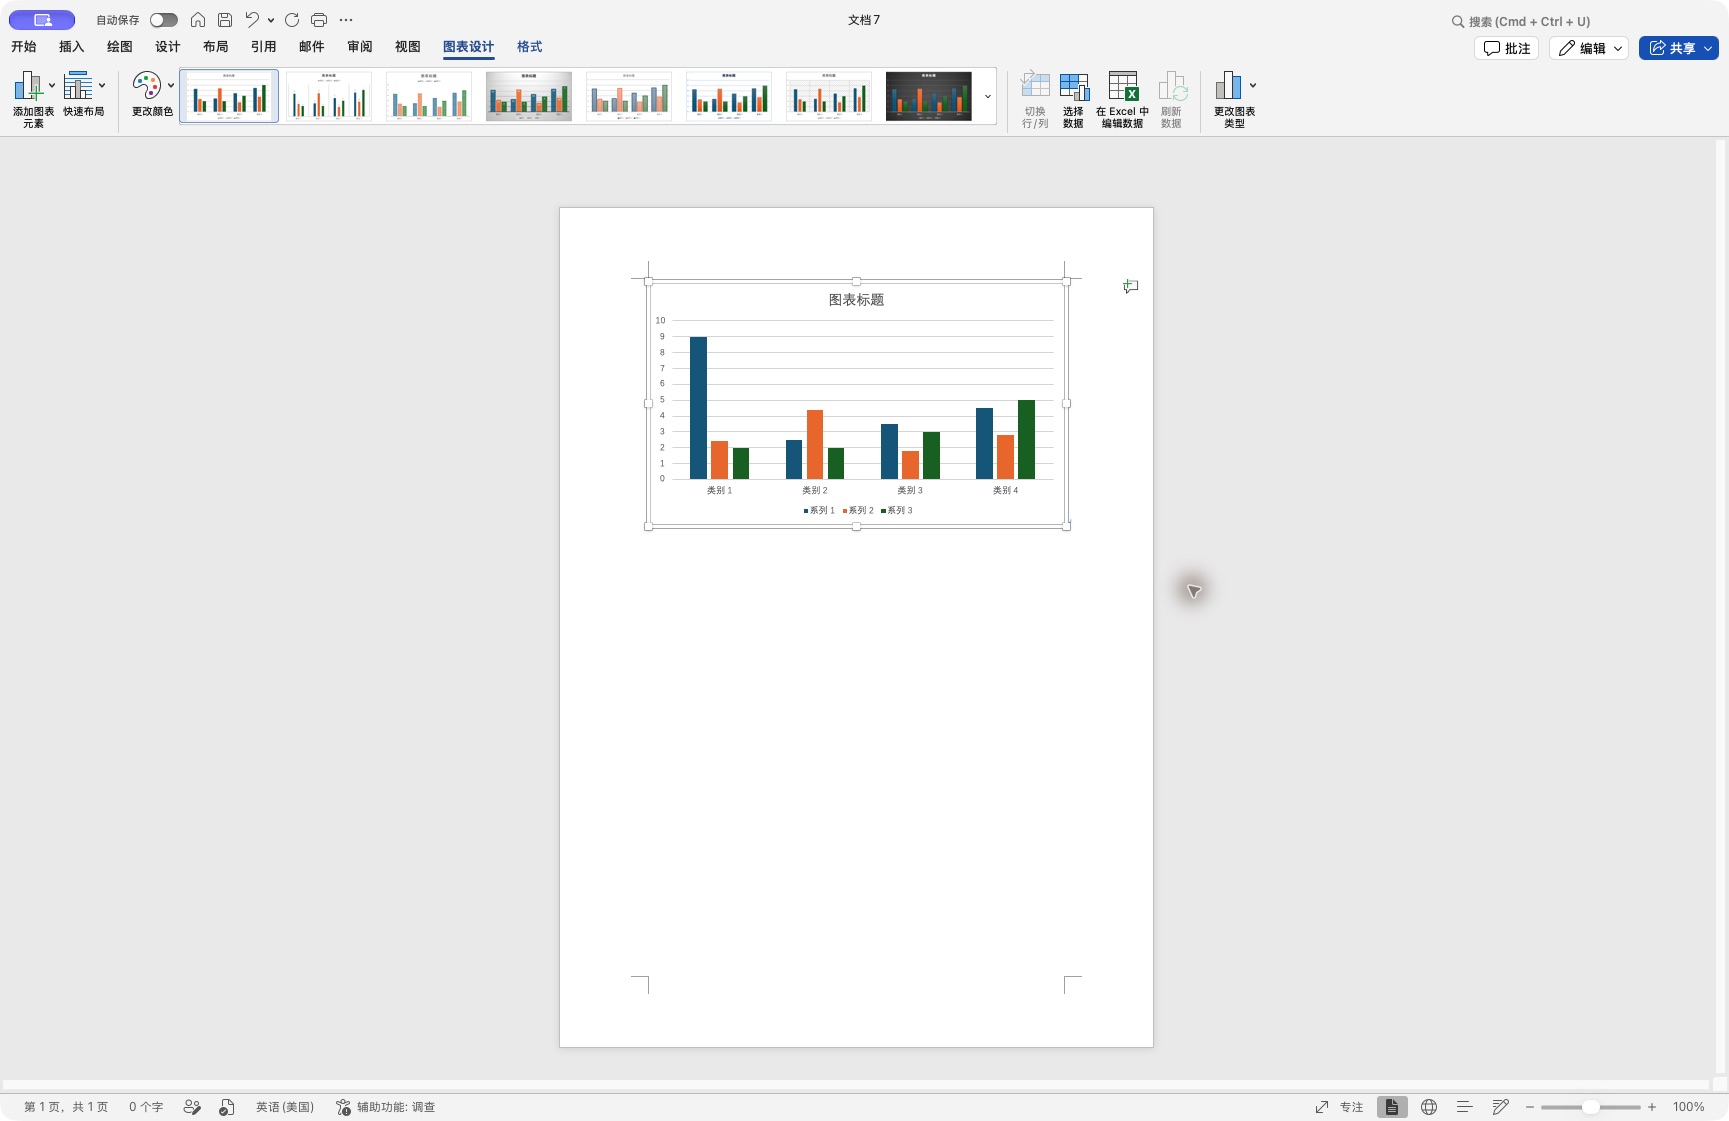 自动保存
文档7
搜索 (Cmd + Ctrl + U)
开始 插入 绘图 设计 布局 引用 邮件 审阅 视图 图表设计 格式
批注 编辑 共享
添加图表
元素
快速布局
更改颜色
切换
行/列
选择
数据
在 Excel 中
编辑数据
刷新
数据
更改图表
类型
图表标题
10
9
8
7
6
5
4
3
2
1
0
类别 1 类别 2 类别 3 类别 4
系列 1 系列 2 系列 3
第 1 页，共 1 页 0 个字 英语 (美国) 辅助功能: 调查 专注 100%